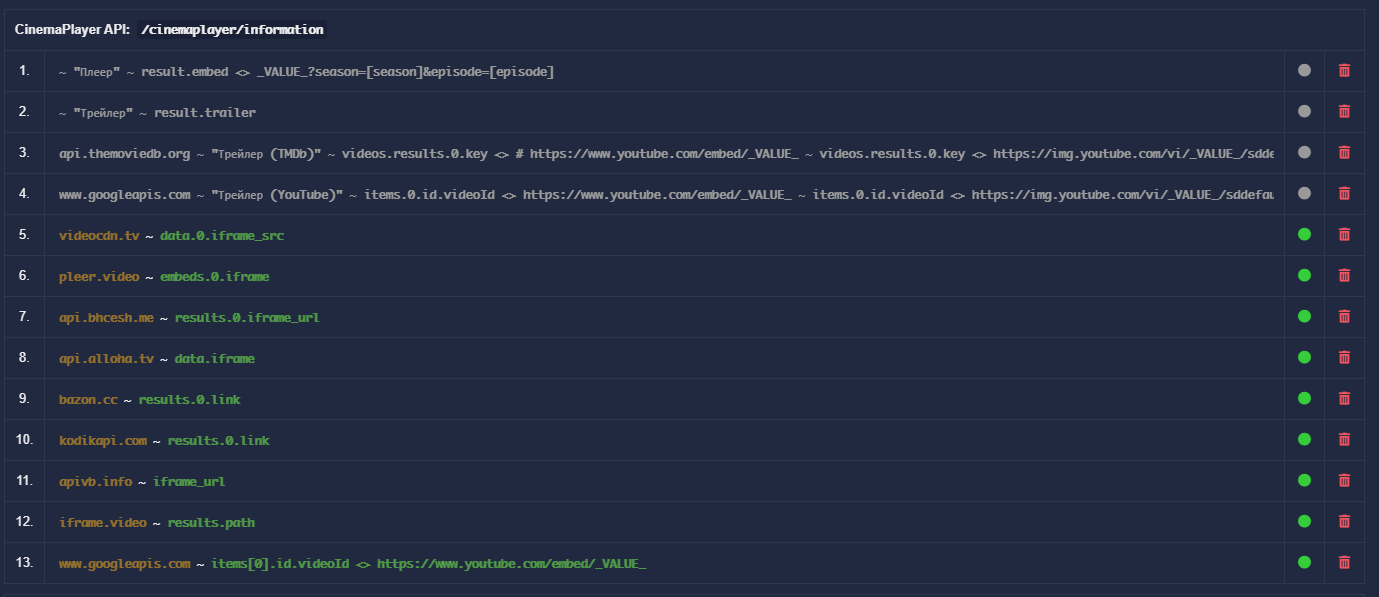 CinemaPlayer API: /cinemaplayer/information
1. ~ "Плеер" ~ result.embed <> _VALUE_?season=[season]&episode=[episode]
2. ~ "Трейлер" ~ result.trailer
3. api.themoviedb.org ~ "Трейлер (TMDb)" ~ videos.results.0.key <> # https://www.youtube.com/embed/_VALUE_ ~ videos.results.0.key <> https://img.youtube.com/vi/_VALUE_/sdde
4. www.googleapis.com ~ "Трейлер (YouTube)" ~ items.0.id.videoId <> https://www.youtube.com/embed/_VALUE_ ~ items.0.id.videoId <> https://img.youtube.com/vi/_VALUE_/sddefau
5. videocdn.tv ~ data.0.iframe_src
6. pleer.video ~ embeds.0.iframe
7. api.bhcesh.me ~ results.0.iframe_url
8. api.alloha.tv ~ data.iframe
9. bazon.cc ~ results.0.link
10. kodikapi.com ~ results.0.link
11. apivb.info ~ iframe_url
12. iframe.video ~ results.path
13. www.googleapis.com ~ items[0].id.videoId <> https://www.youtube.com/embed/_VALUE_